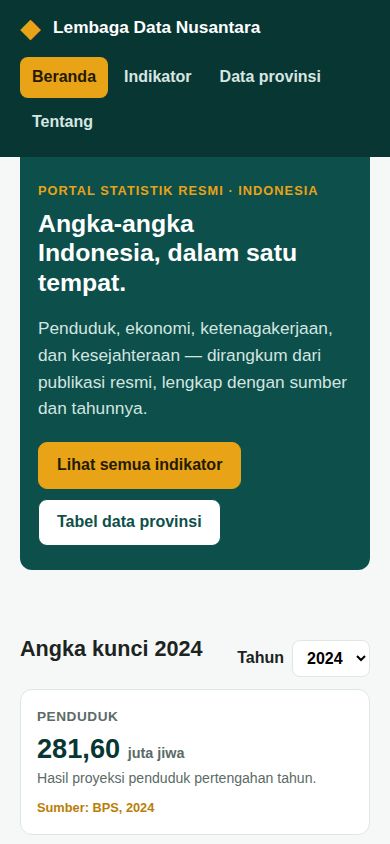 Lembaga Data Nusantara
Beranda Indikator Data provinsi
Tentang
PORTAL STATISTIK RESMI · INDONESIA
Angka-angka
Indonesia, dalam satu
tempat.
Penduduk, ekonomi, ketenagakerjaan,
dan kesejahteraan — dirangkum dari
publikasi resmi, lengkap dengan sumber
dan tahunnya.
Lihat semua indikator
Tabel data provinsi
Angka kunci 2024
Tahun 2024
PENDUDUK
281,60 juta jiwa
Hasil proyeksi penduduk pertengahan tahun.
Sumber: BPS, 2024